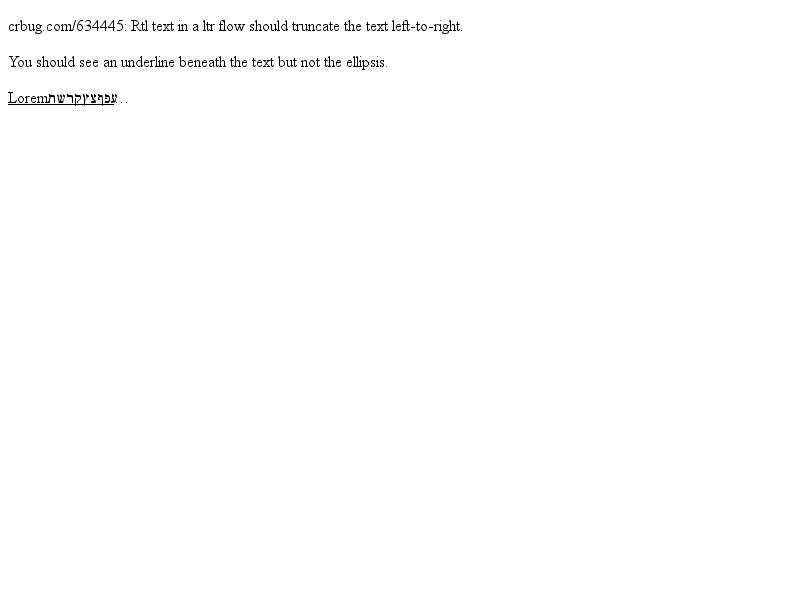 crbug.com/634445: Rtl text in a ltr flow should truncate the text left-to-right.
You should see an underline beneath the text but not the ellipsis.
Loremעפףצץקרשת...